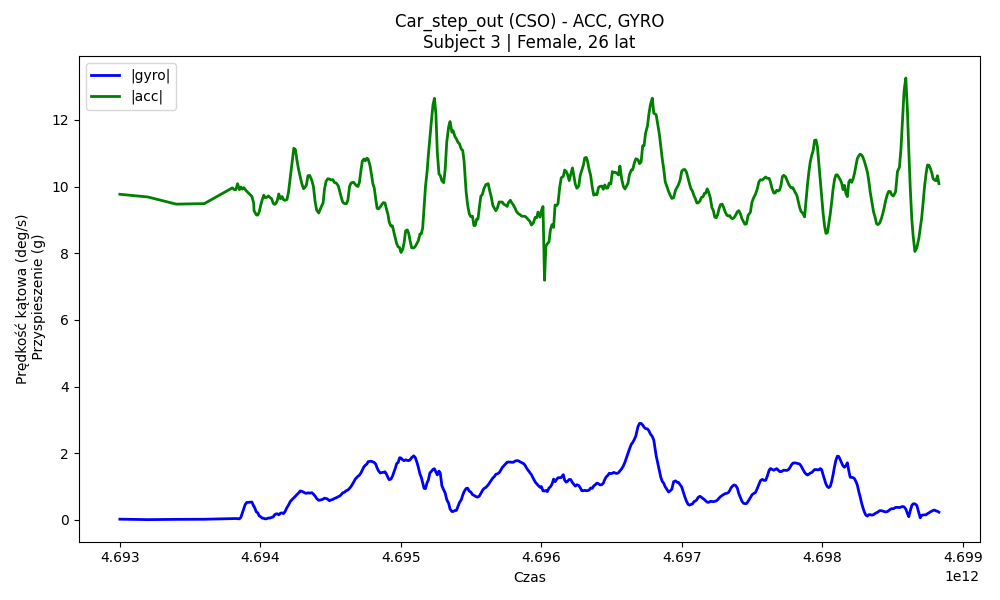 Car_step_out (CSO) - ACC, GYRO
Subject 3 | Female, 26 lat
|gyro|
|acc|
Prędkość kątowa (deg/s)
Przyspieszenie (g)
12
10
8
6
4
2
0
4.693
4.694
4.695
4.696
4.697
4.698
4.699
1e12
Czas